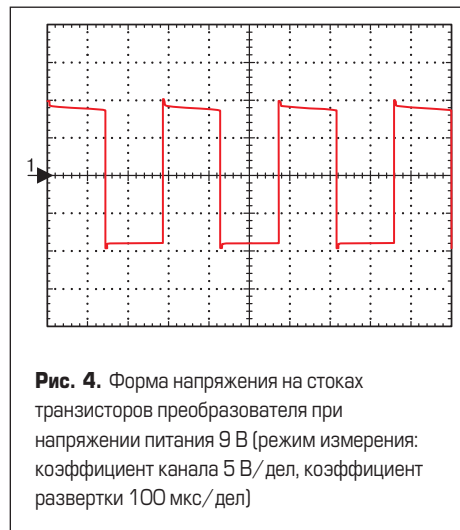 1
Рис. 4. Форма напряжения на стоках
транзисторов преобразователя при
напряжении питания 9 В (режим измерения:
коэффициент канала 5 В/дел, коэффициент
развертки 100 мкс/дел)